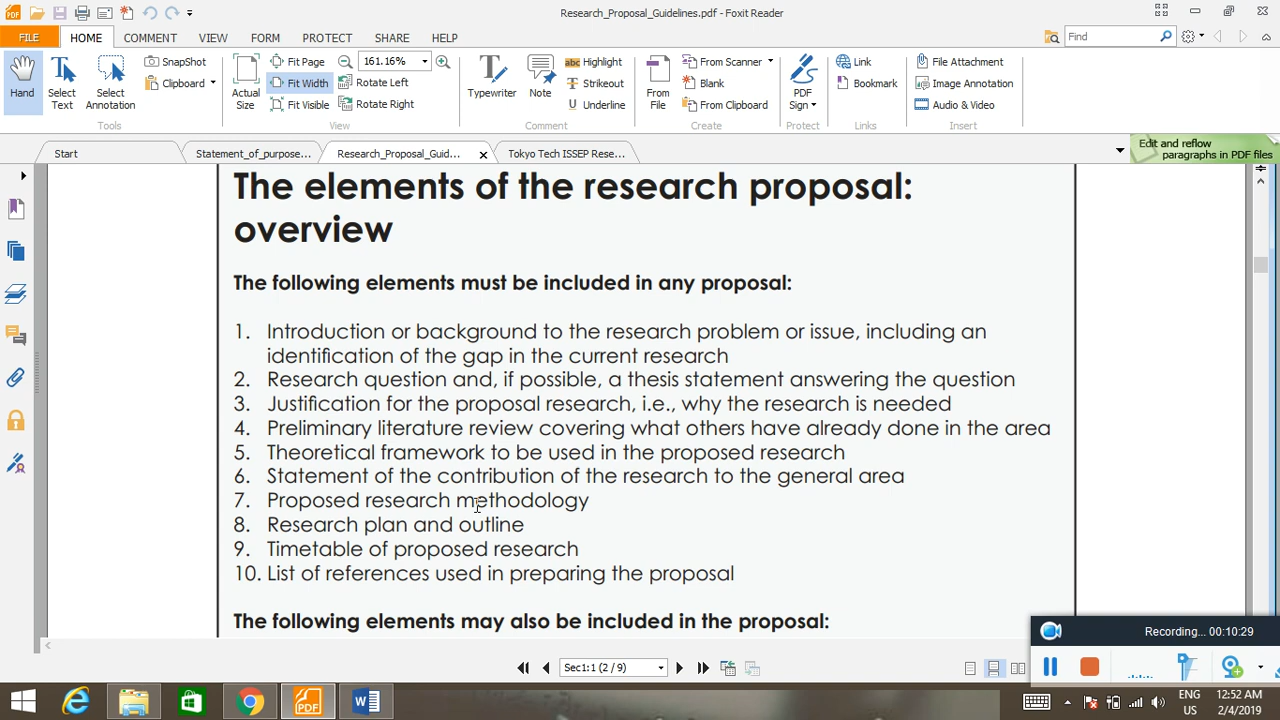 Research_Proposal_Guidelines.pdf - Foxit Reader
FILE HOME COMMENT VIEW FORM PROTECT SHARE HELP Find
Hand
Select Text
Select Annotation
SnapShot
Clipboard
Tools
Actual Size
Fit Page
Fit Width
Fit Visible
161.16%
Rotate Left
Rotate Right
View
Typewriter
Note
abc Highlight
Strikeout
U Underline
Comment
From File
From Scanner
Blank
From Clipboard
Create
PDF Sign
Protect
Link
Bookmark
Links
File Attachment
Image Annotation
Audio & Video
Insert
Start Statement_of_purpose... Research_Proposal_Guid... Tokyo Tech ISSEP Rese...
Edit and reflow
paragraphs in PDF files
The elements of the research proposal:
overview
The following elements must be included in any proposal:
1. Introduction or background to the research problem or issue, including an
identification of the gap in the current research
2. Research question and, if possible, a thesis statement answering the question
3. Justification for the proposal research, i.e., why the research is needed
4. Preliminary literature review covering what others have already done in the area
5. Theoretical framework to be used in the proposed research
6. Statement of the contribution of the research to the general area
7. Proposed research methodology
8. Research plan and outline
9. Timetable of proposed research
10. List of references used in preparing the proposal
The following elements may also be included in the proposal:
Recording... 00:10:29
Sec1:1 (2 / 9)
ENG 12:52 AM
US 2/4/2019